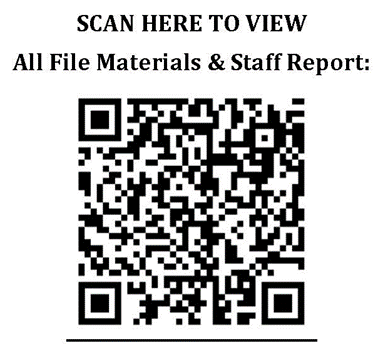 SCAN HERE TO VIEW
All File Materials & Staff Report: